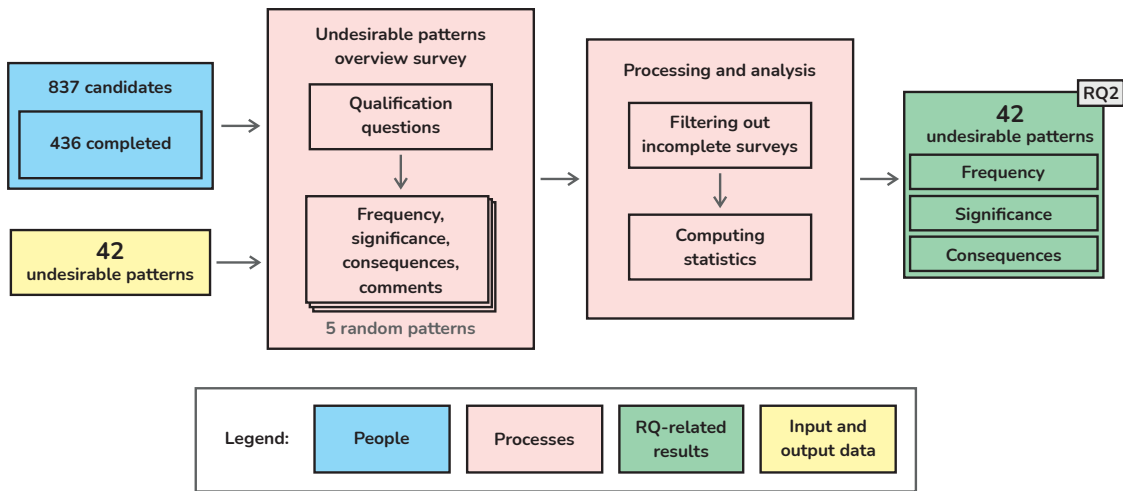 837 candidates
436 completed
42
undesirable patterns
Undesirable patterns
overview survey
Qualification
questions
Frequency,
significance,
consequences,
comments
5 random patterns
Processing and analysis
Filtering out
incomplete surveys
Computing
statistics
RQ2
42
undesirable patterns
Frequency
Significance
Consequences
Legend:
People
Processes
RQ-related
results
Input and
output data